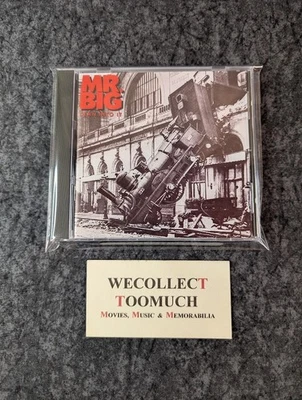 MR.
BIG
WECOLLECT
TOOMUCH
MOVIES, MUSIC & MEMORABILIA